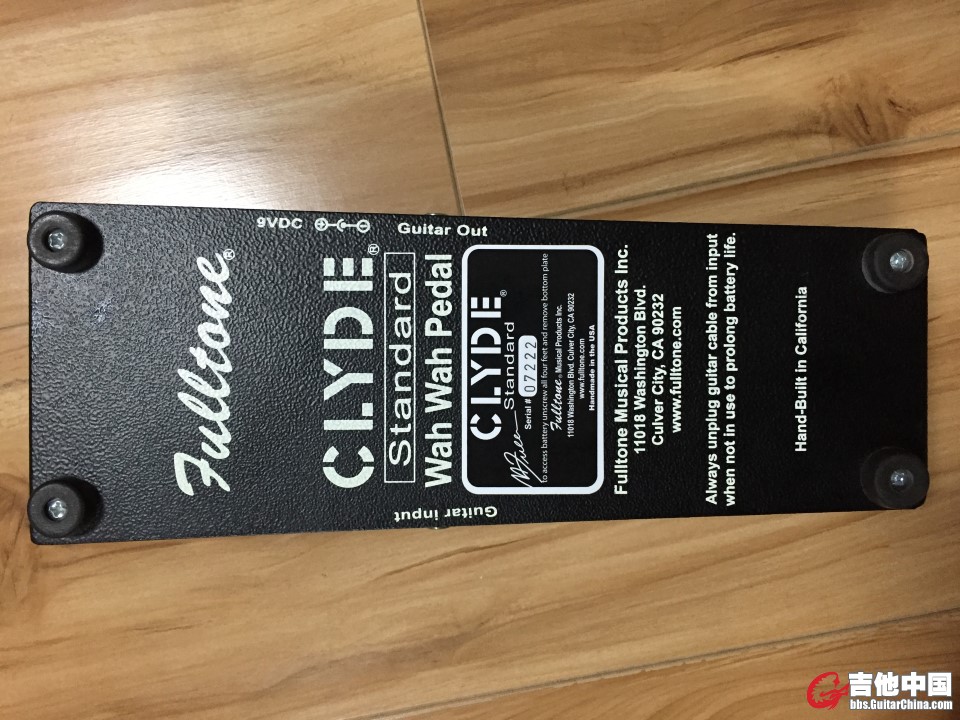 Fulltone®
9VDC
Guitar Out
CLYDE®
Standard
Wah Wah Pedal
Guitar input
CLYDE®
Standard
Serial # 07222
to access battery unscrew all four feet and remove bottom plate
Fulltone® Musical Products Inc.
11018 Washington Blvd. Culver City, CA 90232
www.fulltone.com
Handmade in the USA
Fulltone Musical Products Inc.
11018 Washington Blvd.
Culver City, CA 90232
www.fulltone.com
Always unplug guitar cable from input
when not in use to prolong battery life.
Hand-Built in California
吉他中国
bbs.GuitarChina.com